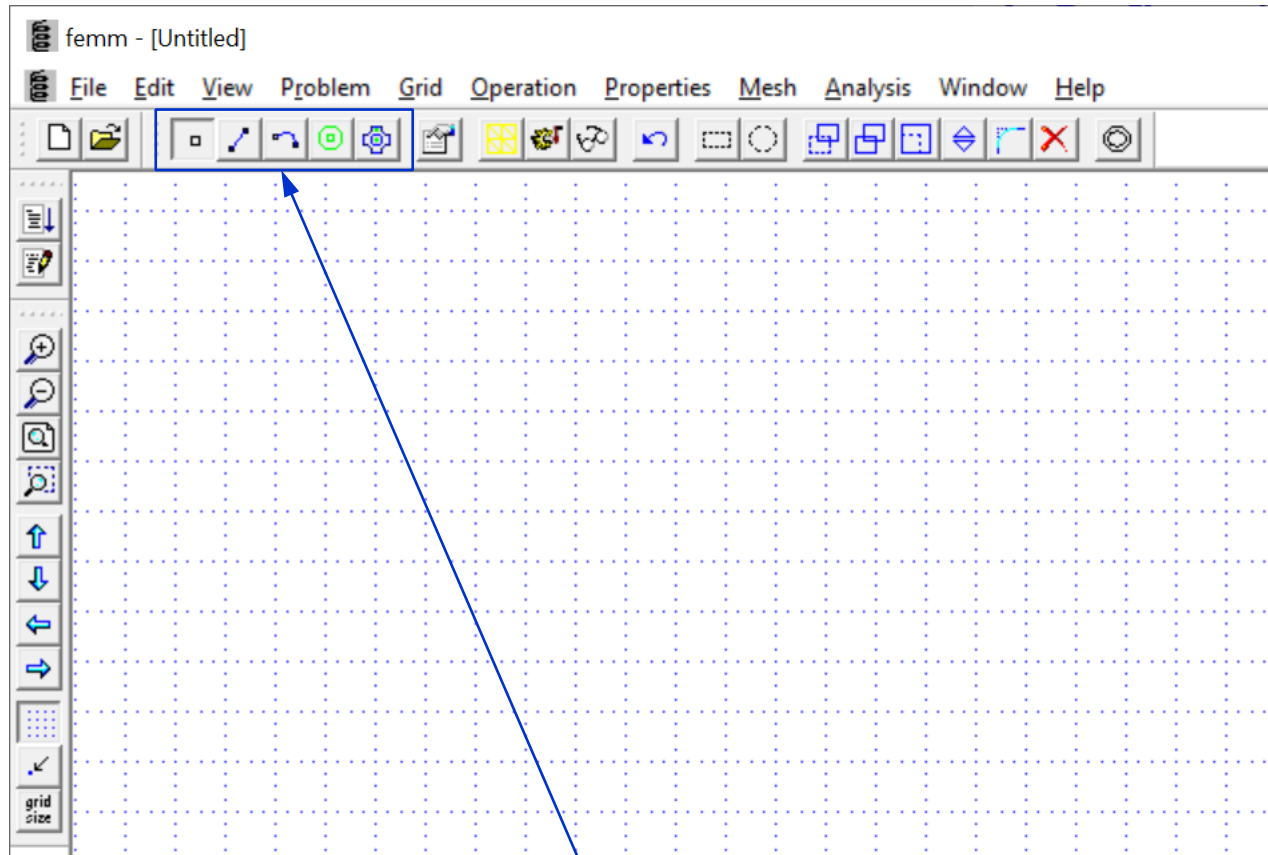 femm - [Untitled]
File Edit View Problem Grid Operation Properties Mesh Analysis Window Help
grid
size